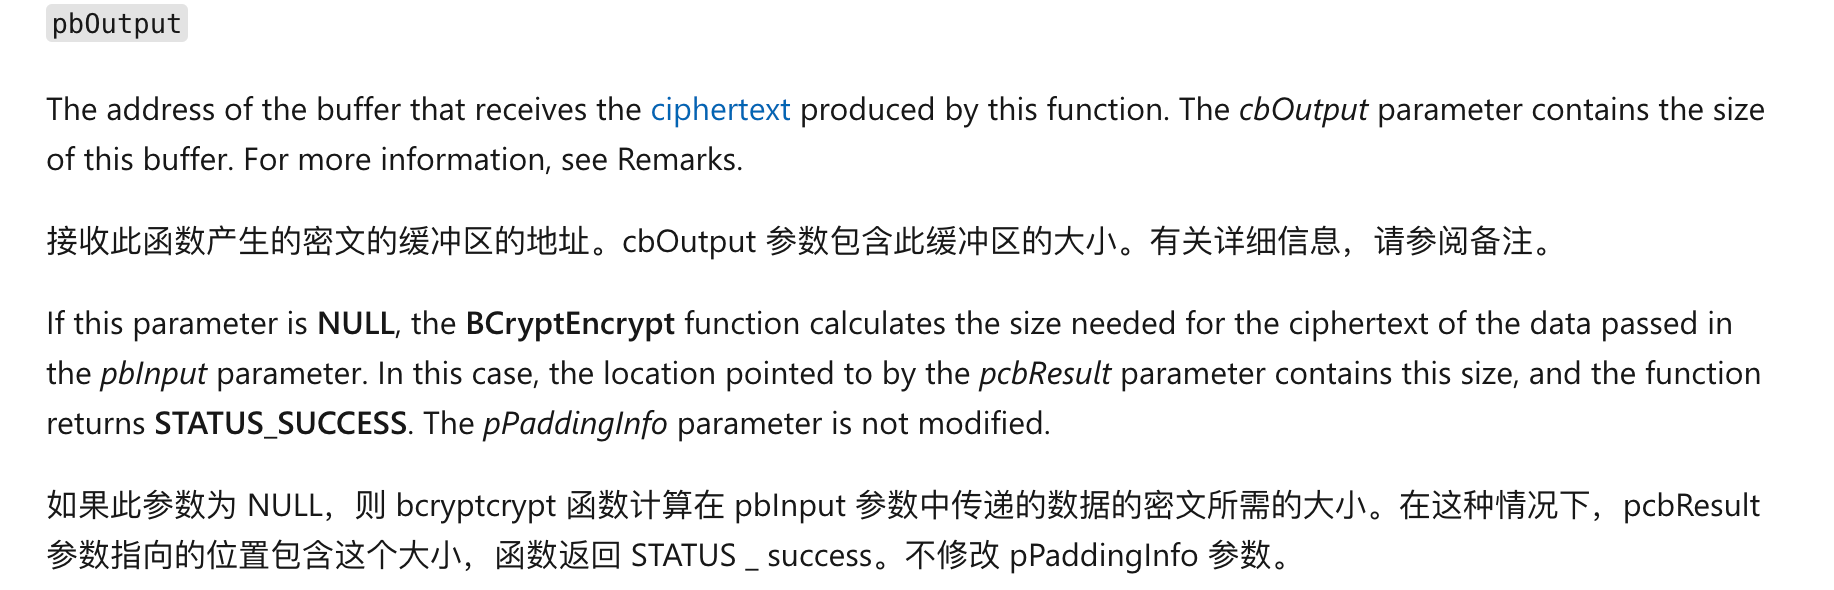 pbOutput
The address of the buffer that receives the ciphertext produced by this function. The cbOutput parameter contains the size
of this buffer. For more information, see Remarks.
接收此函数产生的密文的缓冲区的地址。cbOutput 参数包含此缓冲区的大小。有关详细信息，请参阅备注。
If this parameter is NULL, the BCryptEncrypt function calculates the size needed for the ciphertext of the data passed in
the pbInput parameter. In this case, the location pointed to by the pcbResult parameter contains this size, and the function
returns STATUS_SUCCESS. The pPaddingInfo parameter is not modified.
如果此参数为 NULL，则 bcryptcrypt 函数计算在 pbInput 参数中传递的数据的密文所需的大小。在这种情况下，pcbResult
参数指向的位置包含这个大小，函数返回 STATUS _ success。不修改 pPaddingInfo 参数。